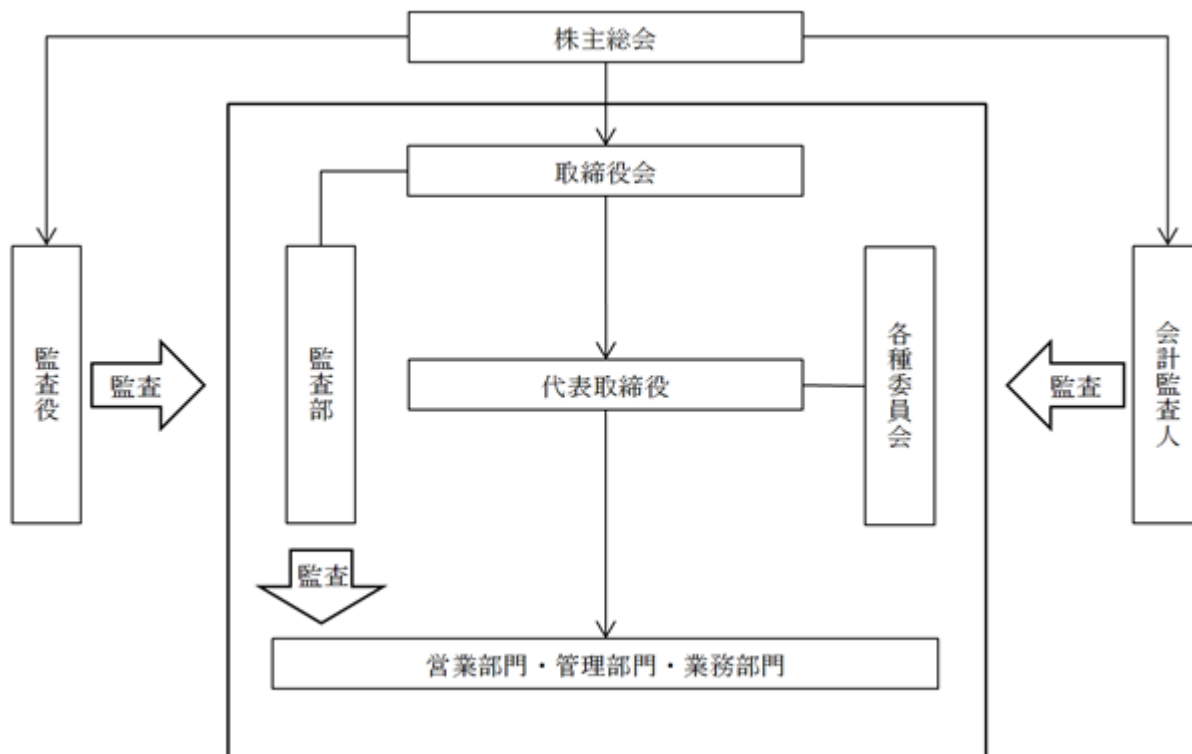 株主総会
取締役会
監査役
監査
監査部
代表取締役
各種委員会
監査
会計監査人
監査
営業部門・管理部門・業務部門